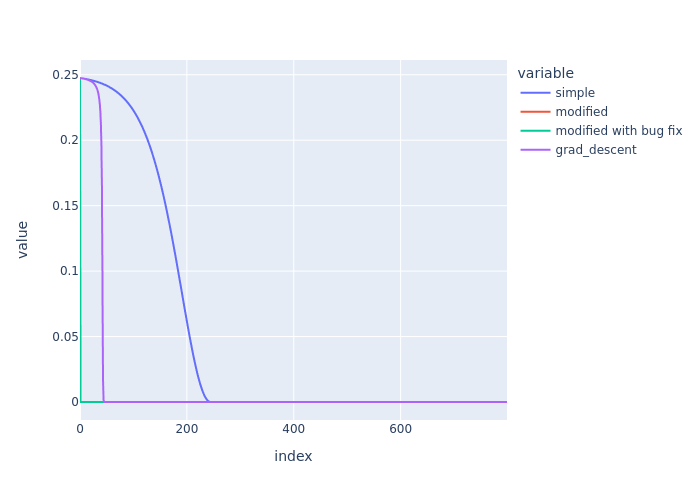 variable
simple
modified
modified with bug fix
grad_descent
0.25
0.2
0.15
0.1
0.05
0
value
0 200 400 600
index